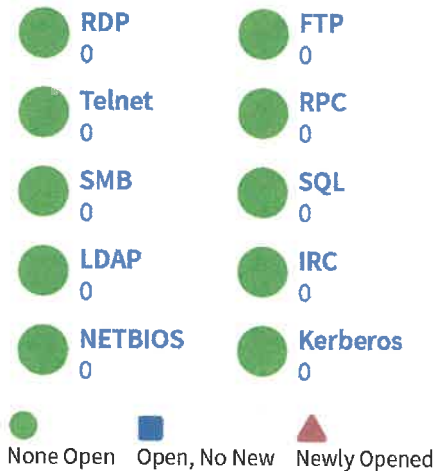 RDP
0
FTP
0
Telnet
0
RPC
0
SMB
0
SQL
0
LDAP
0
IRC
0
NETBIOS
0
Kerberos
0
None Open
Open, No New
Newly Opened